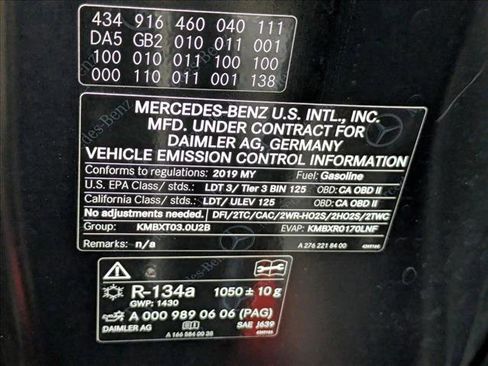 434 916 460 040 111
DA5 GB2 010 011 001
100 010 011 100 100
000 110 011 001 138
MERCEDES-BENZ U.S. INTL., INC.
MFD. UNDER CONTRACT FOR
DAIMLER AG, GERMANY
VEHICLE EMISSION CONTROL INFORMATION
Conforms to regulations: 2019 MY Fuel: Gasoline
U.S. EPA Class/ stds.: LDT 3/ Tier 3 BIN 125 OBD: CA OBD II
California Class/ stds.: LDT/ ULEV 125 OBD: CA OBD II
No adjustments needed. DFI/2TC/CAC/2WR-HO2S/2HO2S/2TWC
Group: KMBXT03.0U2B EVAP: KMBXR0170LNF
Remarks: n/a A 276 221 84 00
R-134a 1050 ± 10 g
GWP: 1430
A 000 989 06 06 (PAG)
DAIMLER AG SAE J639
A 166 584 00 38